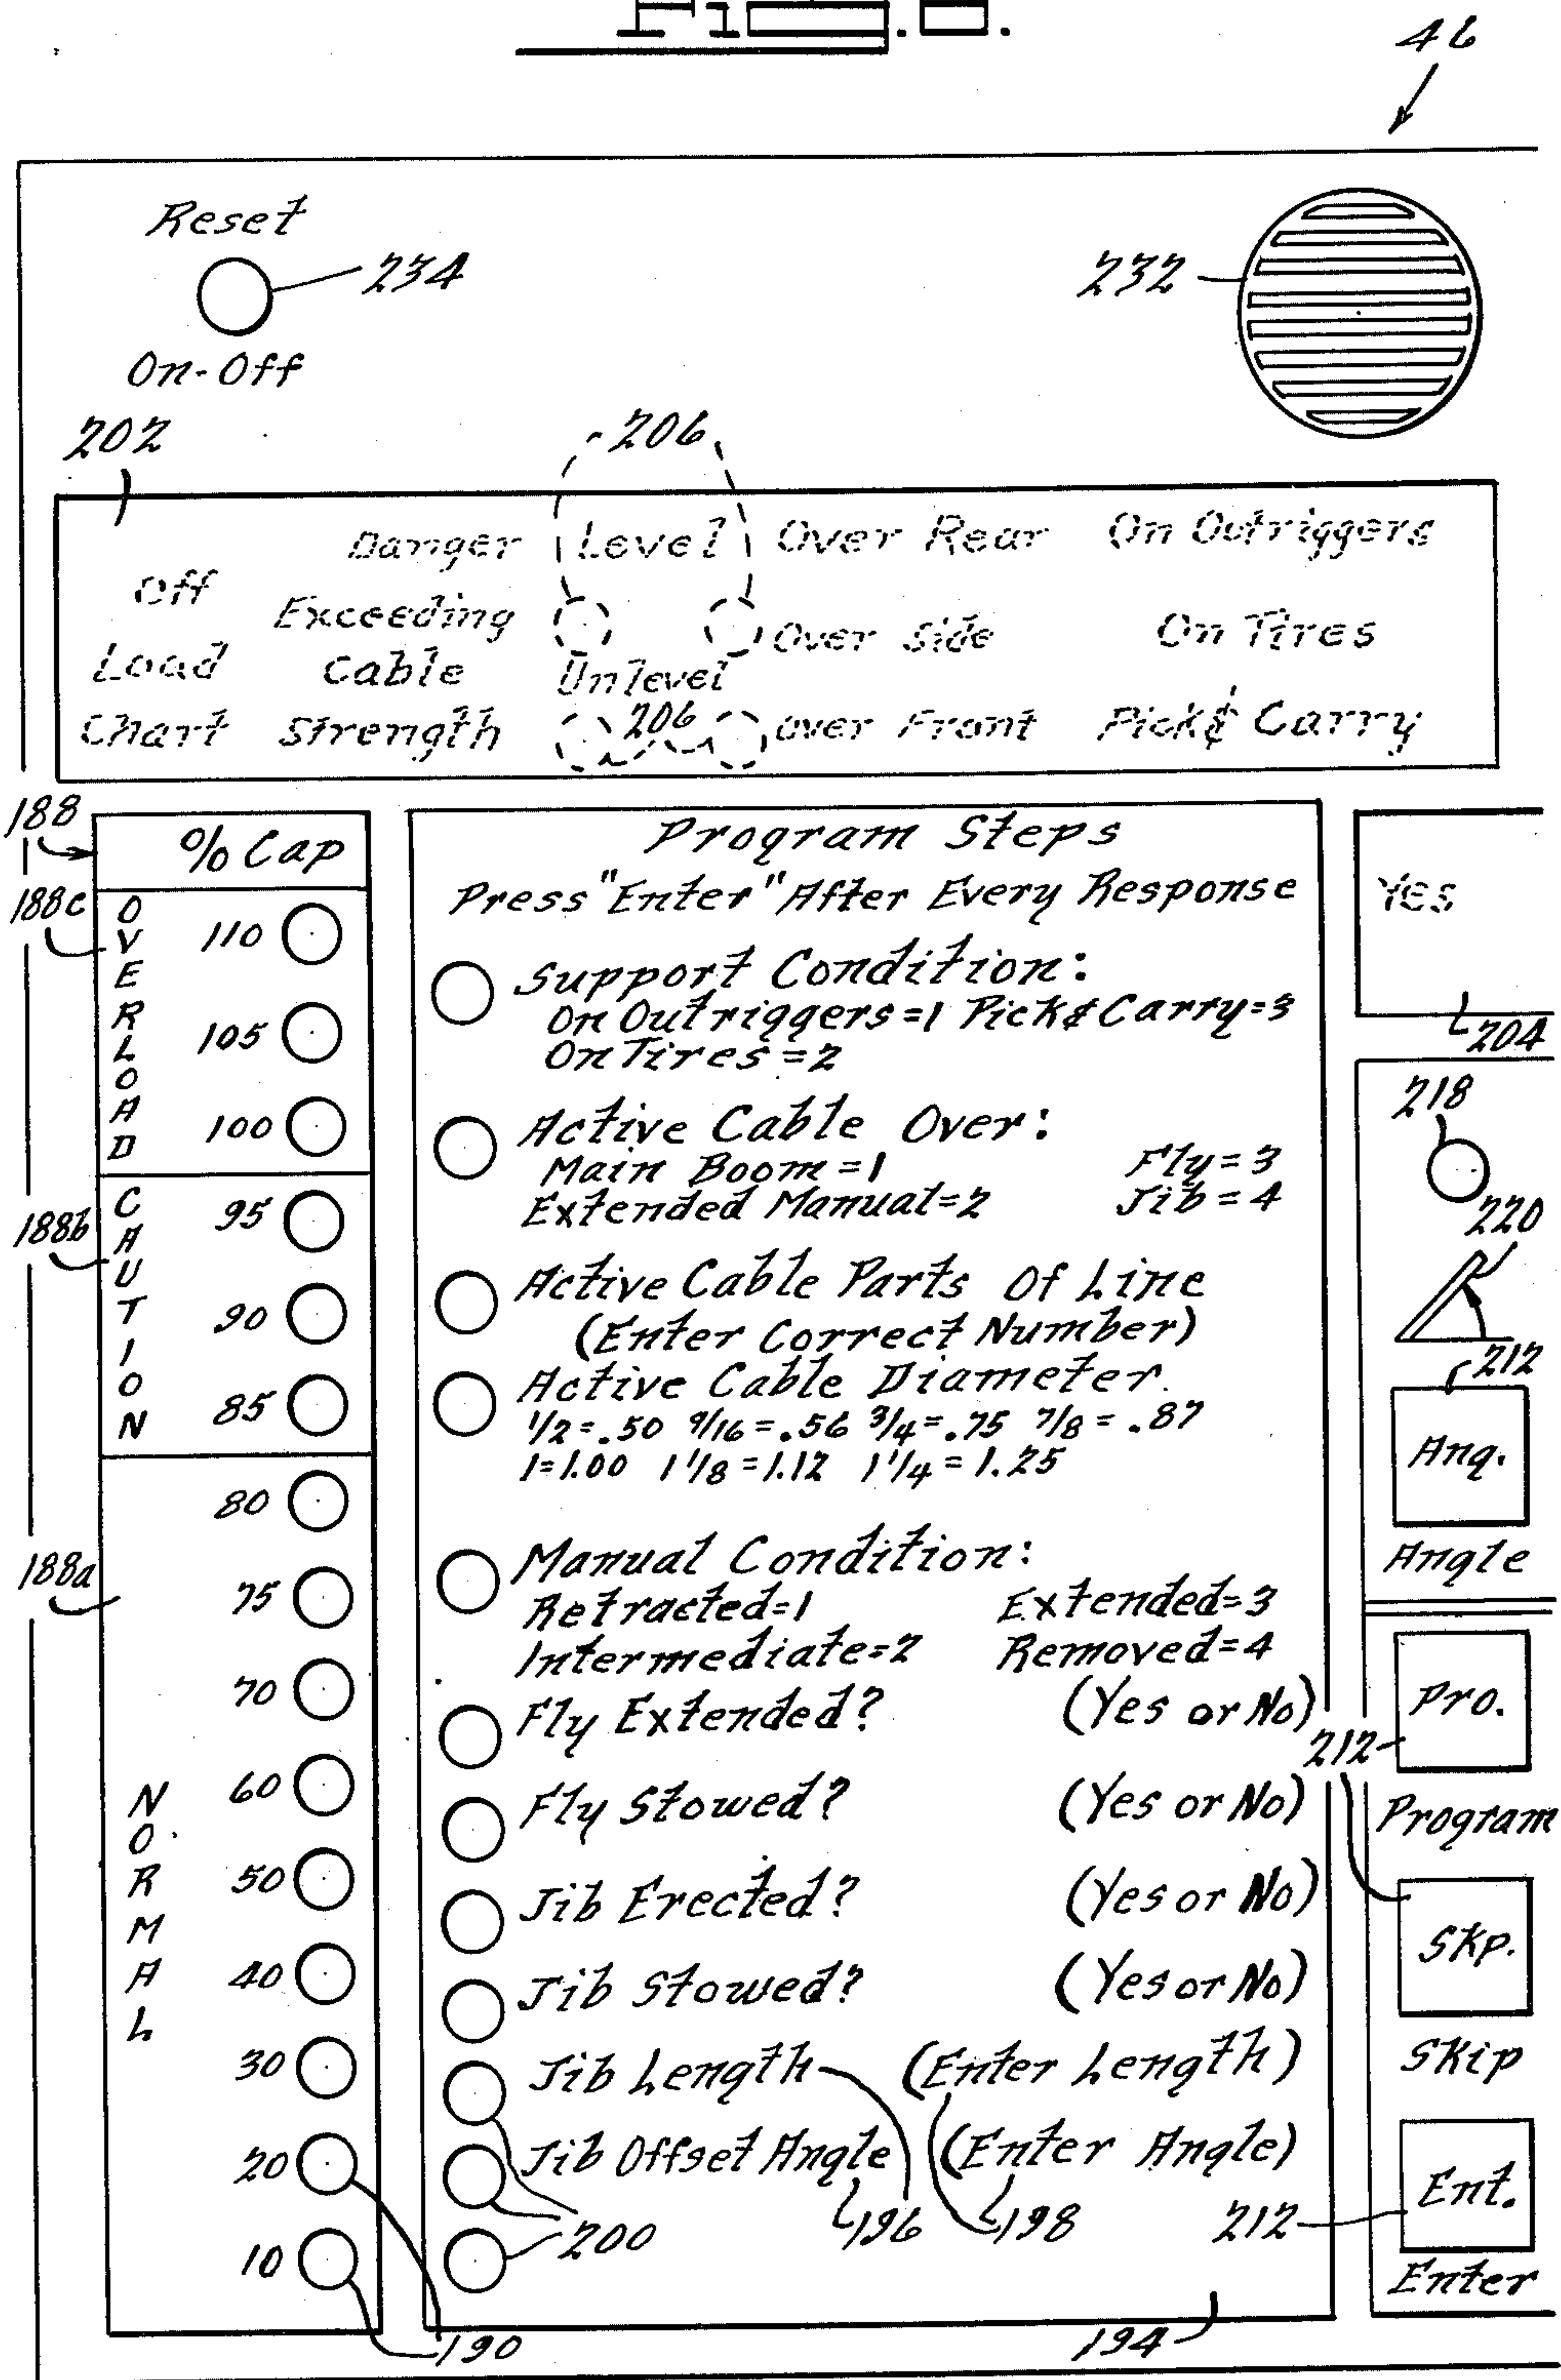 46
Reset
234
232
On-Off
202
206
Danger Level Over Rear On Outriggers
Off Exceeding Over Side On Tires
Load Cable Unlevel
Chart Strength 206 Over Front Pick & Carry
188
% Cap
188c
OVERLOAD
110
105
100
188b
CAUTION
95
90
85
188a
NORMAL
80
75
70
60
50
40
30
20
10
190
Program Steps
Press "Enter" After Every Response
Support Condition:
On Outriggers=1 Pick & Carry=3
On Tires=2
Active Cable Over:
Main Boom=1 Fly=3
Extended Manual=2 Jib=4
Active Cable Parts Of Line
(Enter Correct Number)
Active Cable Diameter.
1/2=.50 9/16=.56 3/4=.75 7/8=.87
1=1.00 1 1/8=1.12 1 1/4=1.25
Manual Condition:
Retracted=1 Extended=3
Intermediate=2 Removed=4
Fly Extended? (Yes or No)
Fly Stowed? (Yes or No)
Jib Erected? (Yes or No)
Jib Stowed? (Yes or No)
Jib Length (Enter Length)
Jib Offset Angle (Enter Angle)
200
196
198
194
Yes
204
218
220
212
Ang.
Angle
Pro.
212
Program
Skp.
Skip
212
Ent.
Enter